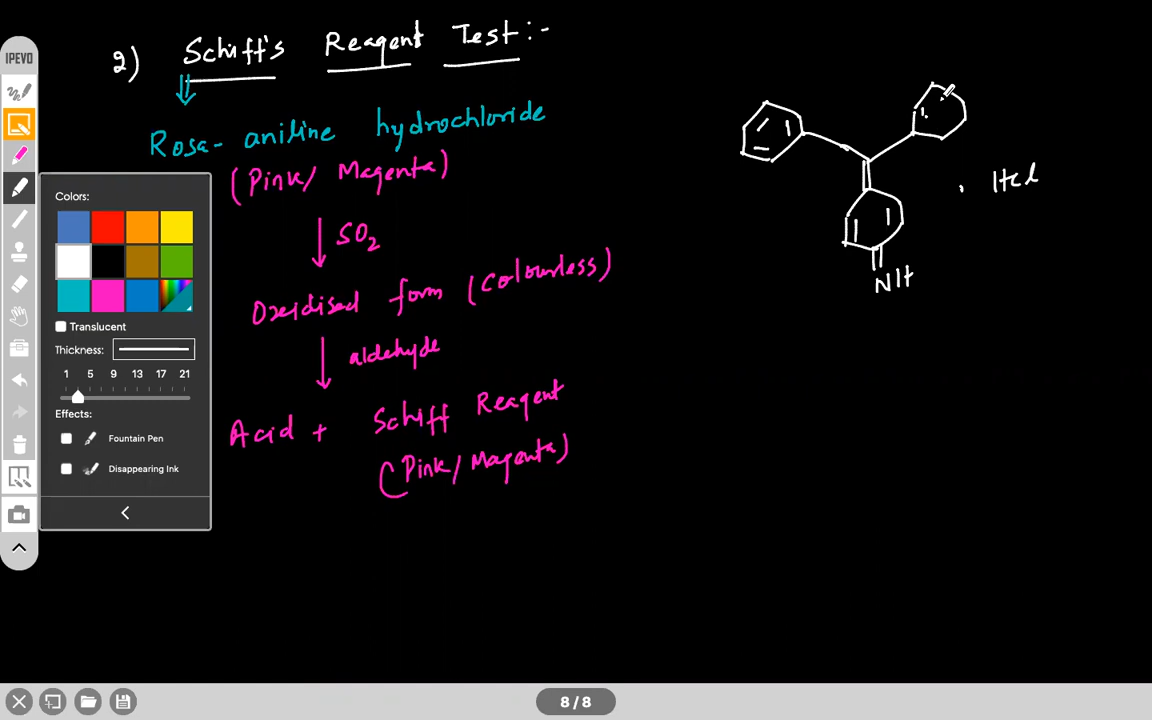 2) Schiff's Reagent Test :-
Rosa-aniline hydrochloride
(Pink/ Magenta)
SO2
Oxidised form (Colourless)
aldehyde
Acid + Schiff Reagent
(Pink/Magenta)
. Hcl
NH
IPEVO
Colors:
Translucent
Thickness:
1 5 9 13 17 21
Effects:
Fountain Pen
Disappearing Ink
8/8